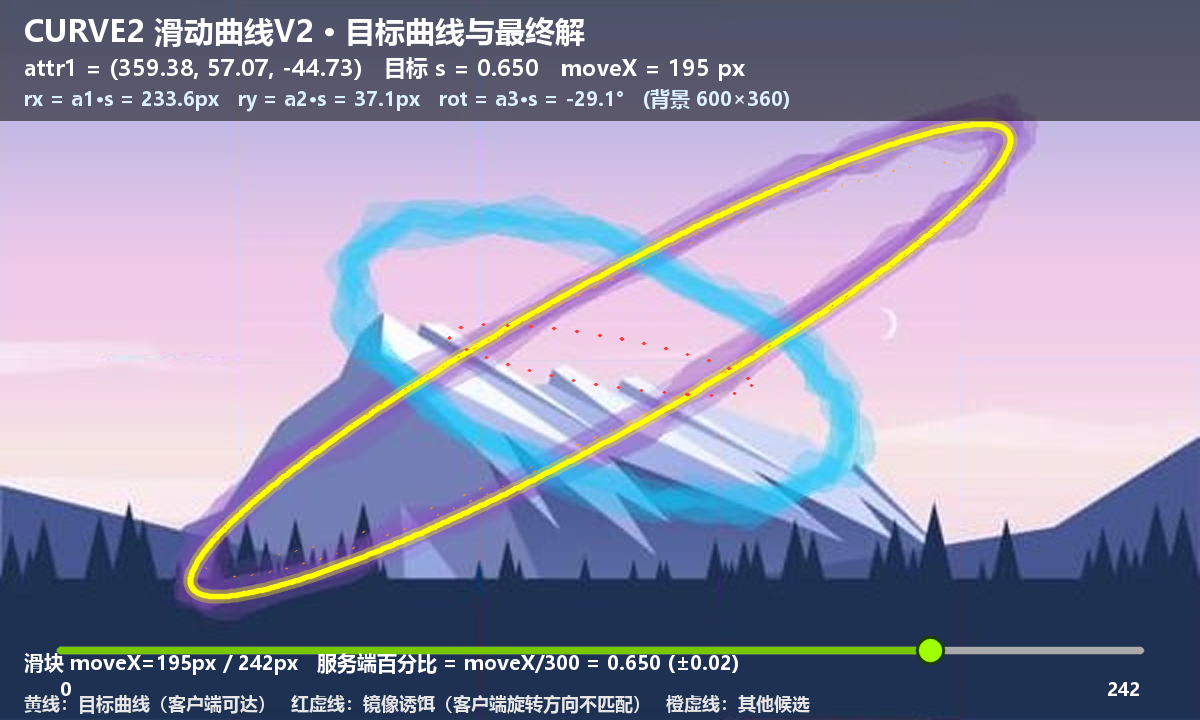 CURVE2 滑动曲线V2 • 目标曲线与最终解
attr1 = (359.38, 57.07, -44.73)   目标 s = 0.650   moveX = 195 px
rx = a1•s = 233.6px   ry = a2•s = 37.1px   rot = a3•s = -29.1°   (背景 600×360)
滑块 moveX=195px / 242px   服务端百分比 = moveX/300 = 0.650 (±0.02)
0
242
黄线：目标曲线（客户端可达）   红虚线：镜像诱饵（客户端旋转方向不匹配）   橙虚线：其他候选